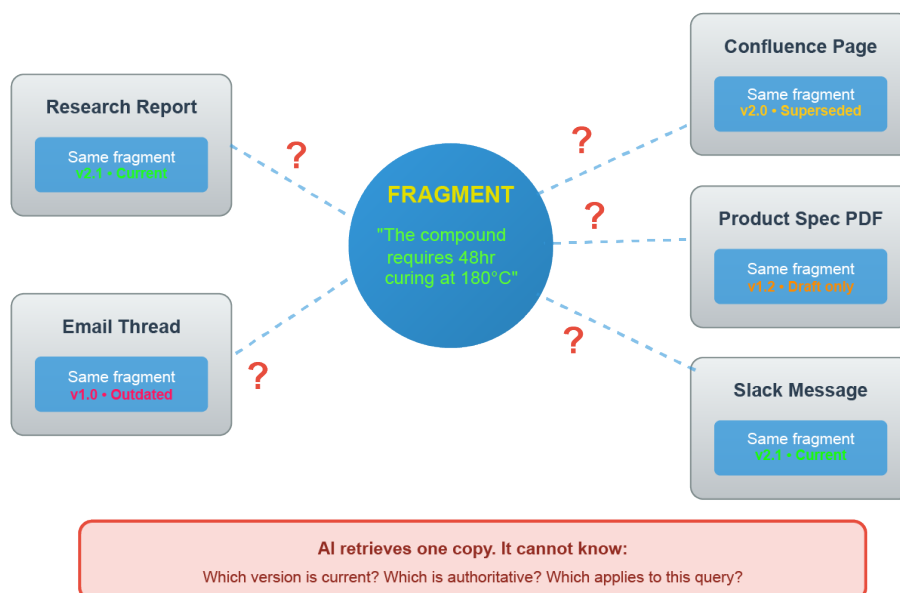 Research Report
Same fragment
v2.1 • Current
?
Email Thread
Same fragment
v1.0 • Outdated
?
FRAGMENT
"The compound
requires 48hr
curing at 180°C"
?
Confluence Page
Same fragment
v2.0 • Superseded
?
Product Spec PDF
Same fragment
v1.2 • Draft only
?
Slack Message
Same fragment
v2.1 • Current
AI retrieves one copy. It cannot know:
Which version is current? Which is authoritative? Which applies to this query?